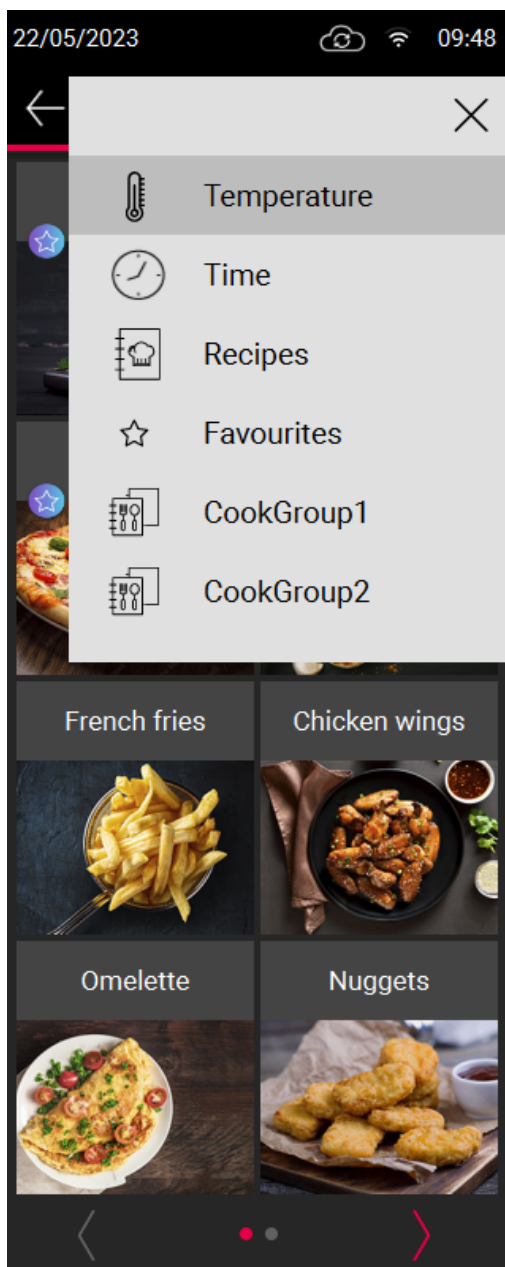 22/05/2023 09:48
Temperature
Time
Recipes
Favourites
CookGroup1
CookGroup2
French fries Chicken wings
Omelette Nuggets